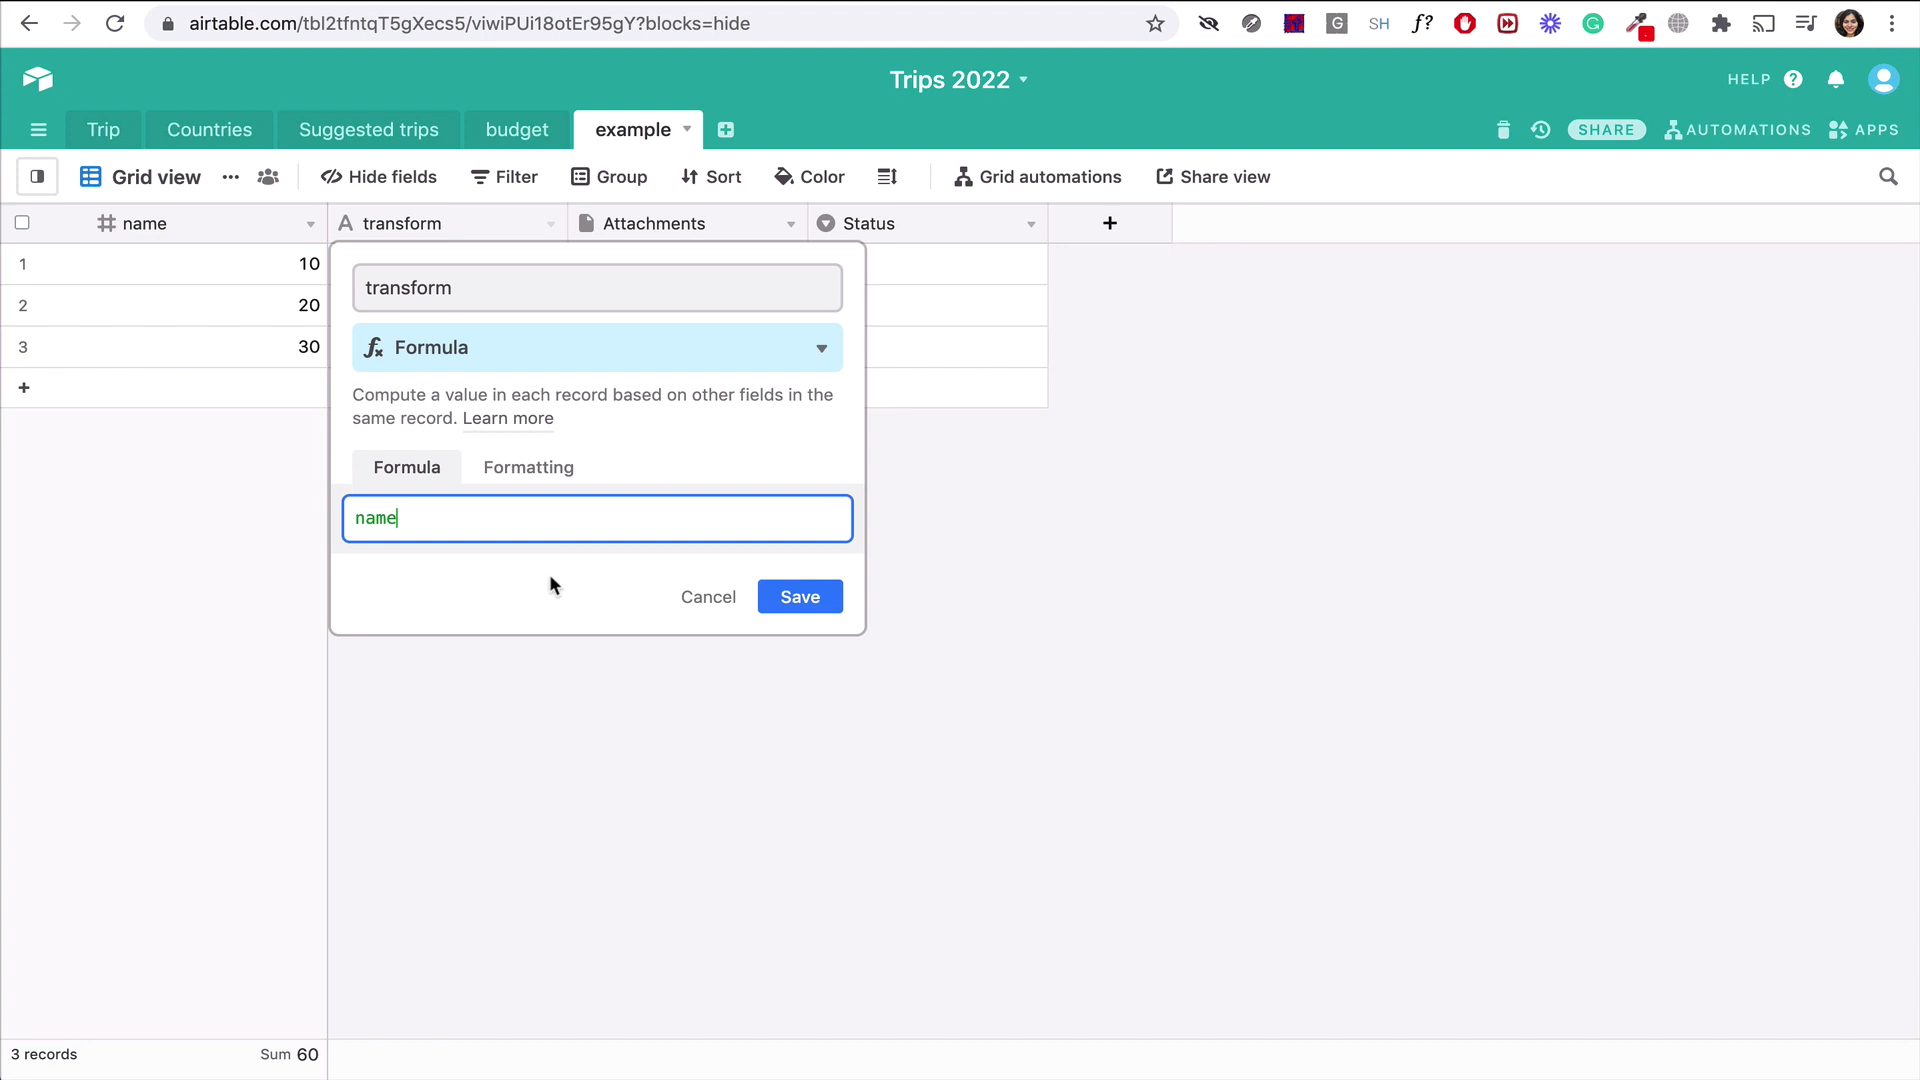 airtable.com/tbl2tfntqT5gXecs5/viwiPUi18otEr95gY?blocks=hide
G SH f? G
Trips 2022
HELP ?
Trip Countries Suggested trips budget example
SHARE AUTOMATIONS APPS
Grid view ... Hide fields Filter Group Sort Color Grid automations Share view
# name A transform Attachments Status +
1 10
2 20
3 30
+
transform
fx Formula
Compute a value in each record based on other fields in the
same record. Learn more
Formula Formatting
name
Cancel Save
3 records Sum 60